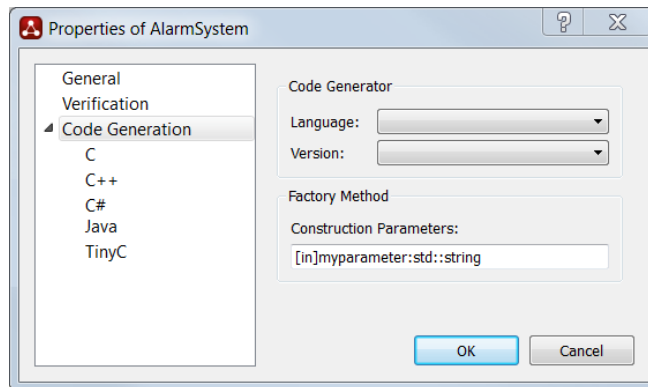 Properties of AlarmSystem
General
Verification
Code Generation
C
C++
C#
Java
TinyC
Code Generator
Language:
Version:
Factory Method
Construction Parameters:
[in]myparameter:std::string
OK
Cancel